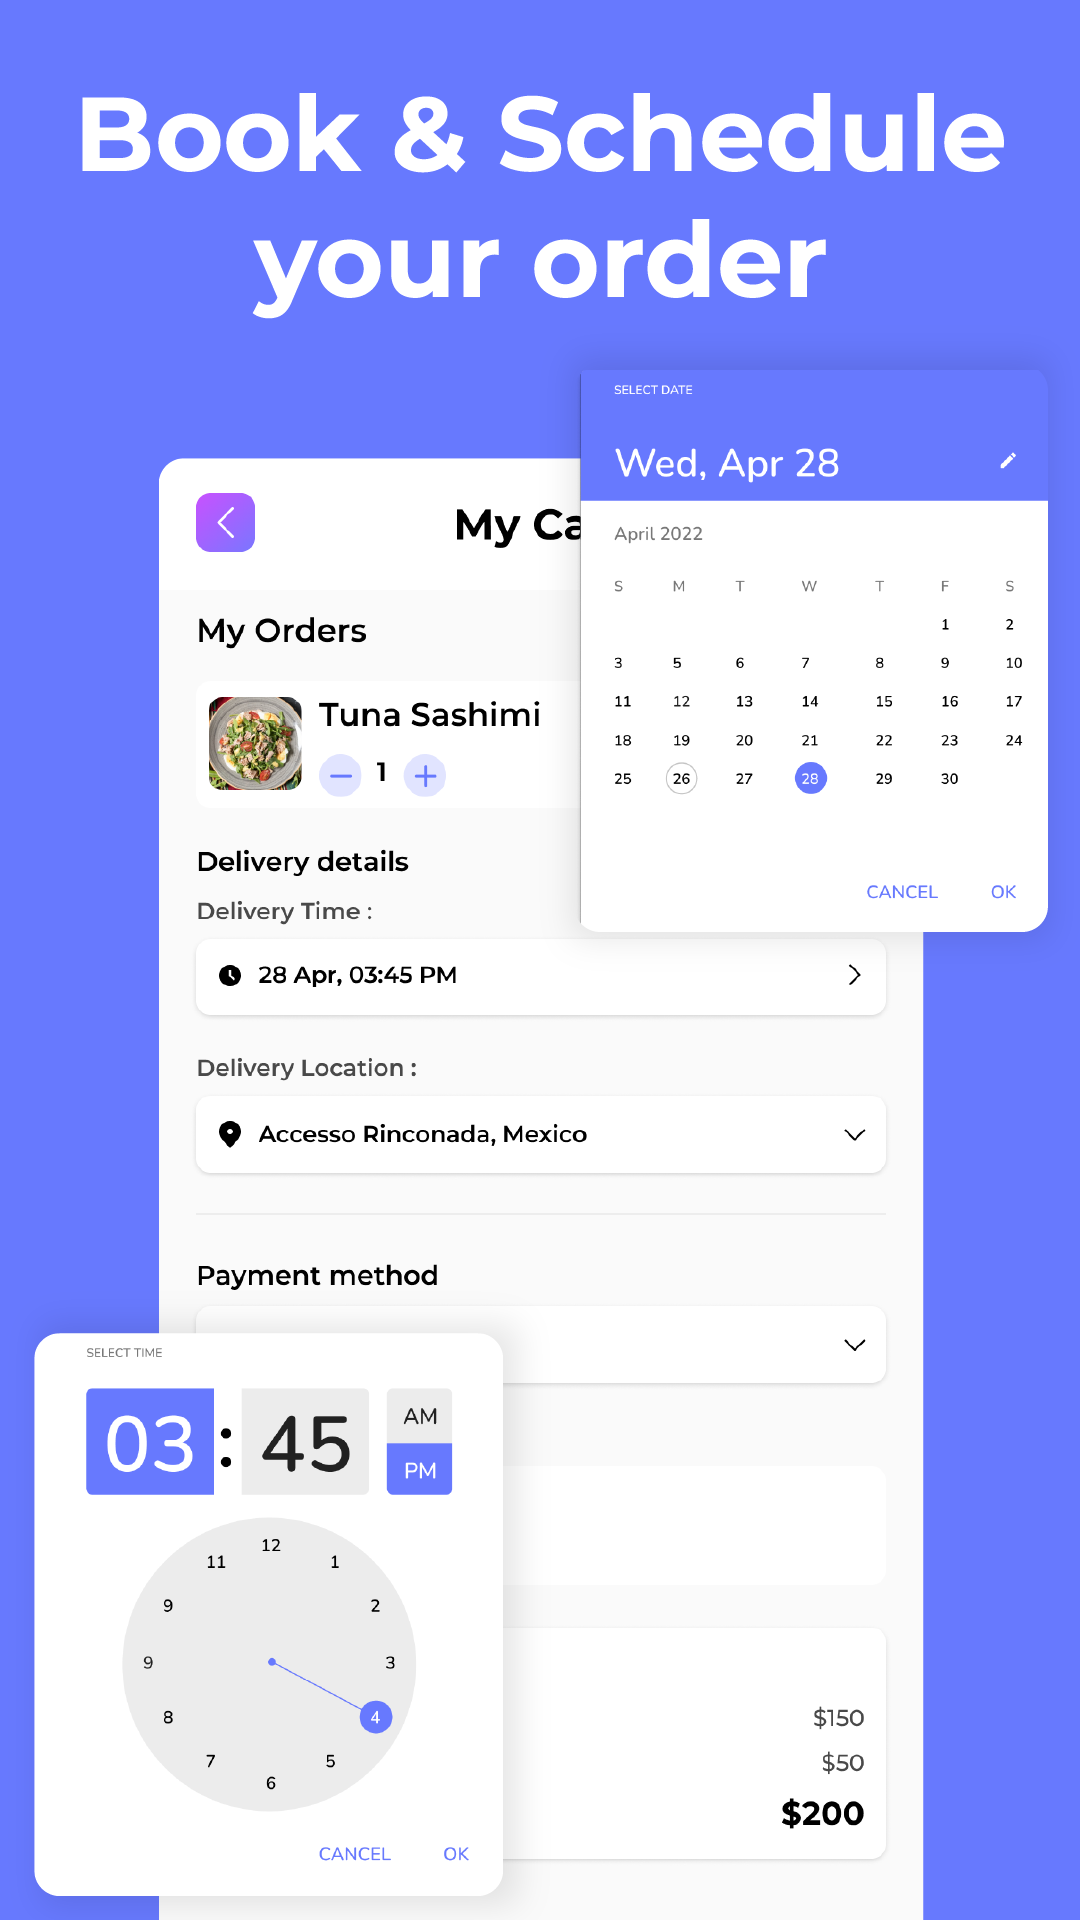 Book & Schedule
your order
SELECT DATE
Wed, Apr 28
April 2022
S M T W T F S
1 2
3 5 6 7 8 9 10
11 12 13 14 15 16 17
18 19 20 21 22 23 24
25 26 27 28 29 30
CANCEL OK
My Ca
My Orders
Tuna Sashimi
1
Delivery details
Delivery Time :
28 Apr, 03:45 PM
Delivery Location :
Accesso Rinconada, Mexico
Payment method
SELECT TIME
03 : 45
AM
PM
12
11 1
9 2
9 3
8 4
7 5
6
CANCEL OK
$150
$50
$200